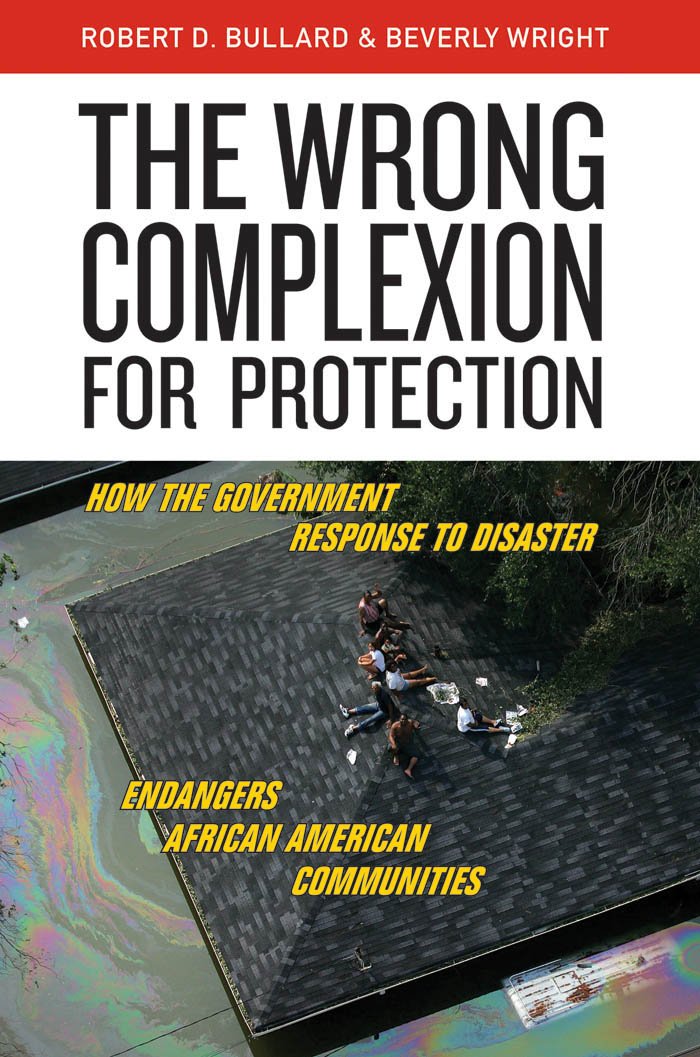 ROBERT D. BULLARD & BEVERLY WRIGHT
THE WRONG
COMPLEXION
FOR PROTECTION
HOW THE GOVERNMENT
RESPONSE TO DISASTER
ENDANGERS
AFRICAN AMERICAN
COMMUNITIES